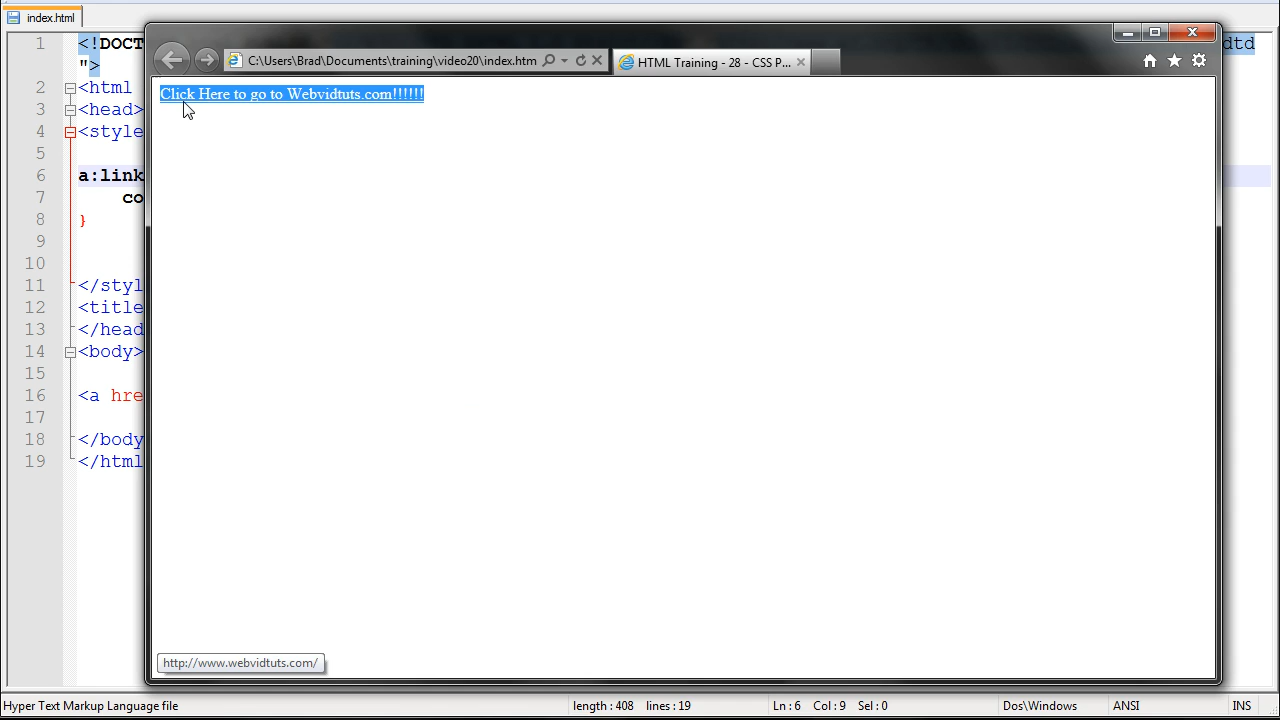 index.html
C:\Users\Brad\Documents\training\video20\index.htm
HTML Training - 28 - CSS P...
Click Here to go to Webvidtuts.com!!!!!!
1 <!DOCT
dtd
">
2 <html
3 <head>
4 <style
5
6 a:link
7 co
8 }
9
10
11 </styl
12 <title
13 </head
14 <body>
15
16 <a hre
17
18 </body
19 </html
http://www.webvidtuts.com/
Hyper Text Markup Language file length : 408 lines : 19 Ln : 6 Col : 9 Sel : 0 Dos\Windows ANSI INS